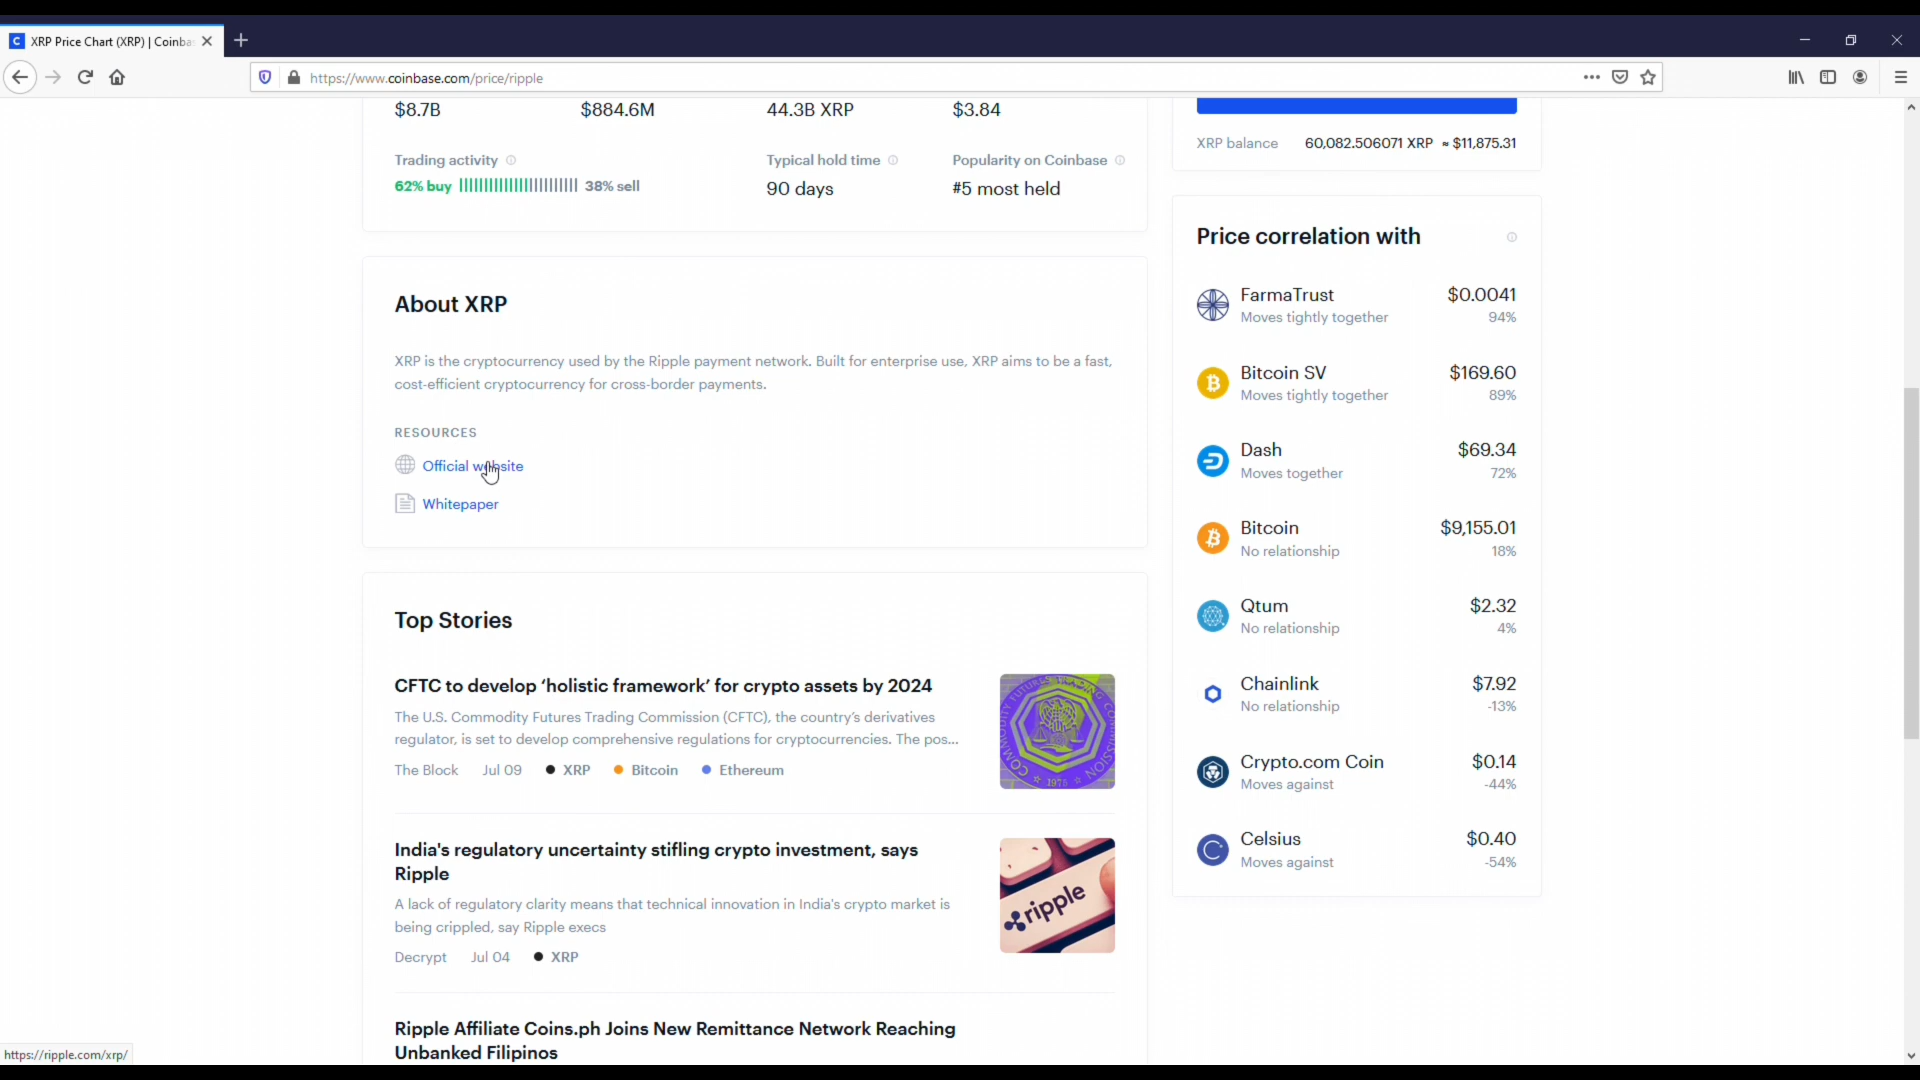 XRP Price Chart (XRP) | Coinba
https://www.coinbase.com/price/ripple
$8.7B
$884.6M
44.3B XRP
$3.84
Trading activity
62% buy
38% sell
Typical hold time
90 days
Popularity on Coinbase
#5 most held
About XRP
XRP is the cryptocurrency used by the Ripple payment network. Built for enterprise use, XRP aims to be a fast,
cost-efficient cryptocurrency for cross-border payments.
RESOURCES
Official website
Whitepaper
Top Stories
CFTC to develop ‘holistic framework’ for crypto assets by 2024
The U.S. Commodity Futures Trading Commission (CFTC), the country’s derivatives
regulator, is set to develop comprehensive regulations for cryptocurrencies. The pos...
The Block Jul 09 XRP Bitcoin Ethereum
India's regulatory uncertainty stifling crypto investment, says
Ripple
A lack of regulatory clarity means that technical innovation in India's crypto market is
being crippled, say Ripple execs
Decrypt Jul 04 XRP
ripple
Ripple Affiliate Coins.ph Joins New Remittance Network Reaching
Unbanked Filipinos
XRP balance 60,082.506071 XRP ≈ $11,875.31
Price correlation with
FarmaTrust $0.0041
Moves tightly together 94%
Bitcoin SV $169.60
Moves tightly together 89%
Dash $69.34
Moves together 72%
Bitcoin $9,155.01
No relationship 18%
Qtum $2.32
No relationship 4%
Chainlink $7.92
No relationship -13%
Crypto.com Coin $0.14
Moves against -44%
Celsius $0.40
Moves against -54%
https://ripple.com/xrp/